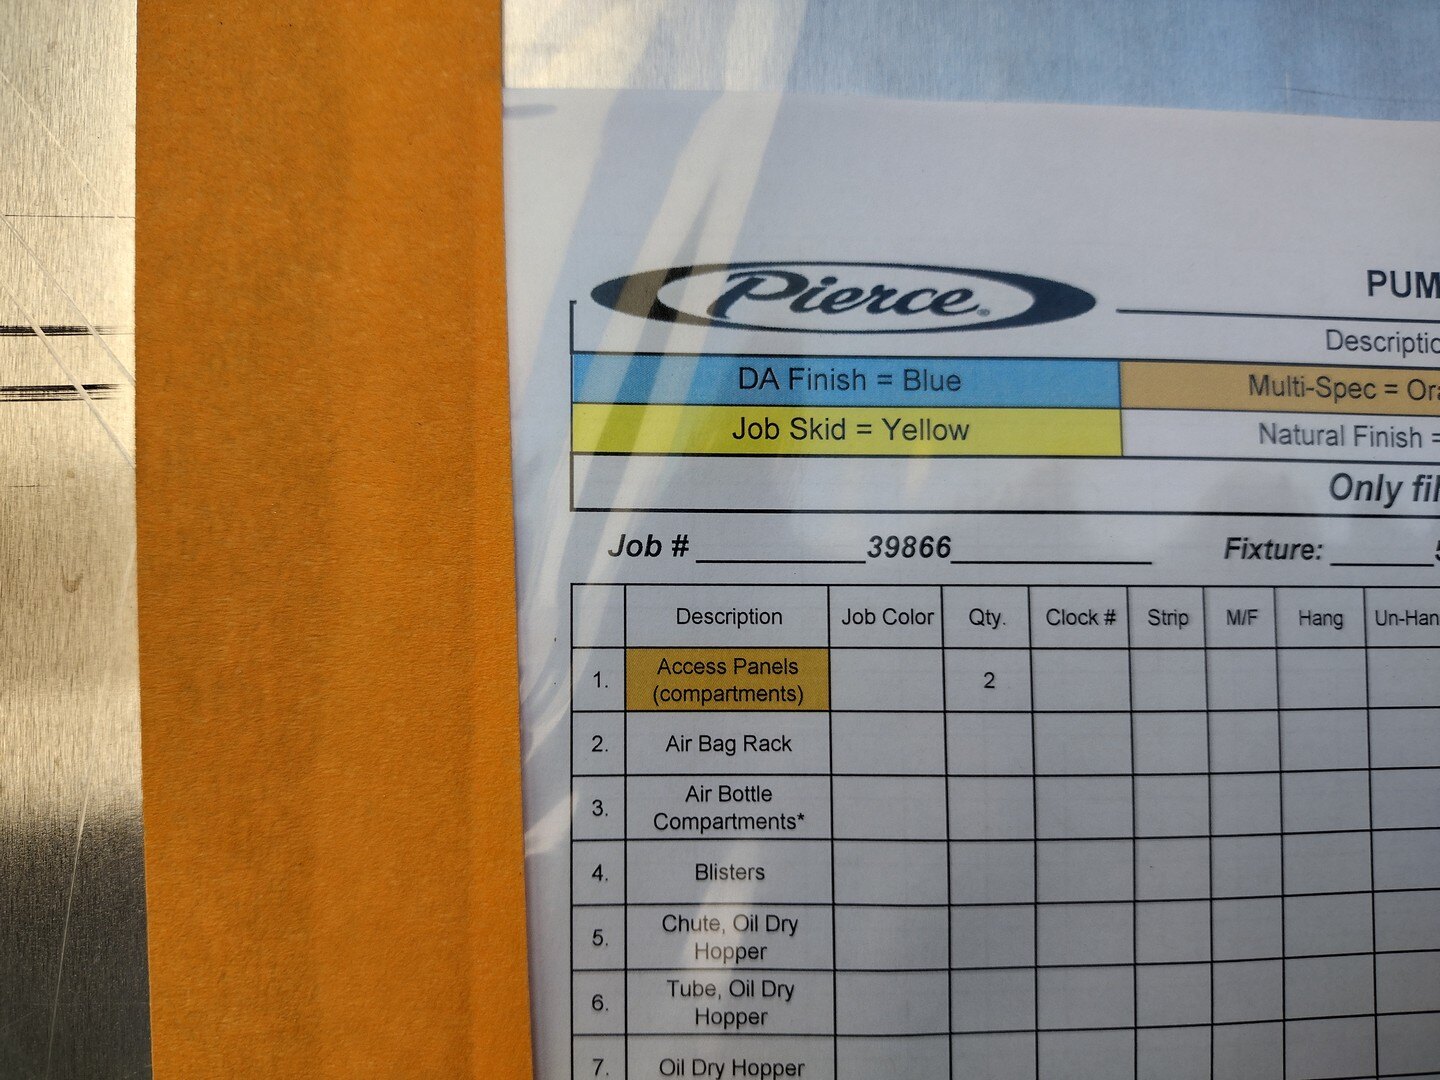 Pierce®
PUM
Descriptio
DA Finish = Blue
Multi-Spec = Ora
Job Skid = Yellow
Natural Finish =
Only fil
Job # 39866 Fixture: 5
Description Job Color Qty. Clock # Strip M/F Hang Un-Han
1. Access Panels (compartments) 2
2. Air Bag Rack
3. Air Bottle Compartments*
4. Blisters
5. Chute, Oil Dry Hopper
6. Tube, Oil Dry Hopper
7. Oil Dry Hopper